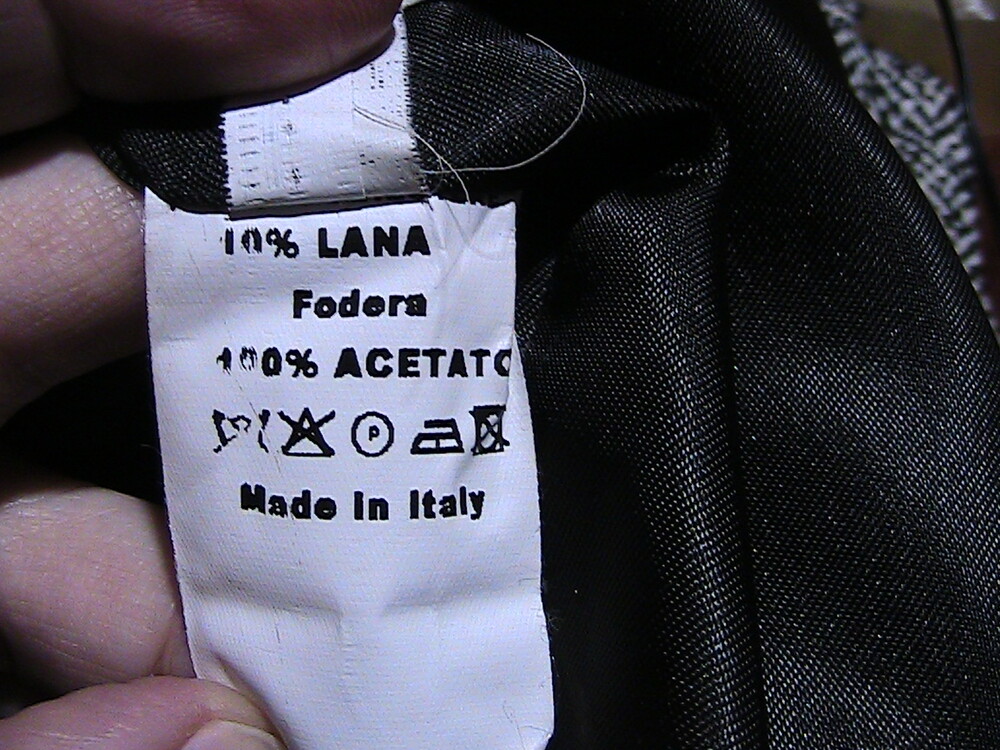 10% LANA
Fodera
100% ACETATO
P
Made in Italy